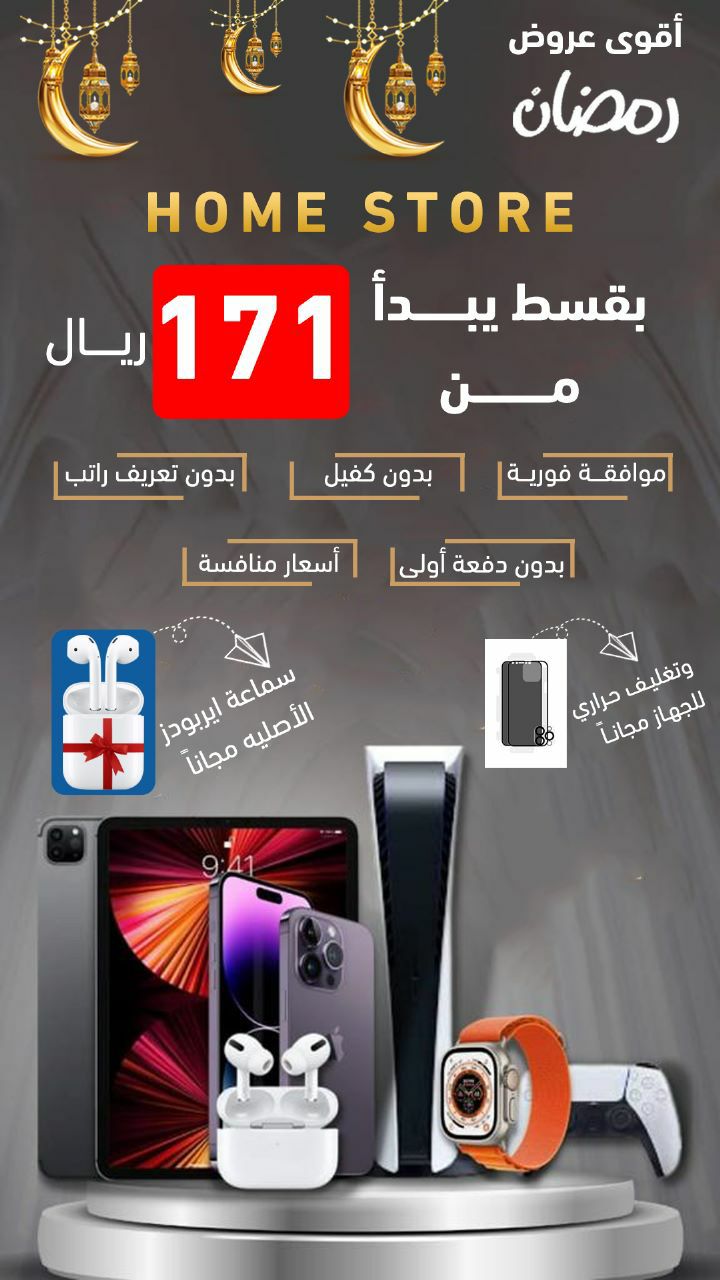 أقوى عروض
رمضان
HOME STORE
بقسط يبدأ
من
171 ريال
موافقة فورية
بدون كفيل
بدون تعريف راتب
بدون دفعة أولى
أسعار منافسة
وتغليف حراري
للجهاز مجاناً
سماعة ايربودز
الأصليه مجاناً
9:41